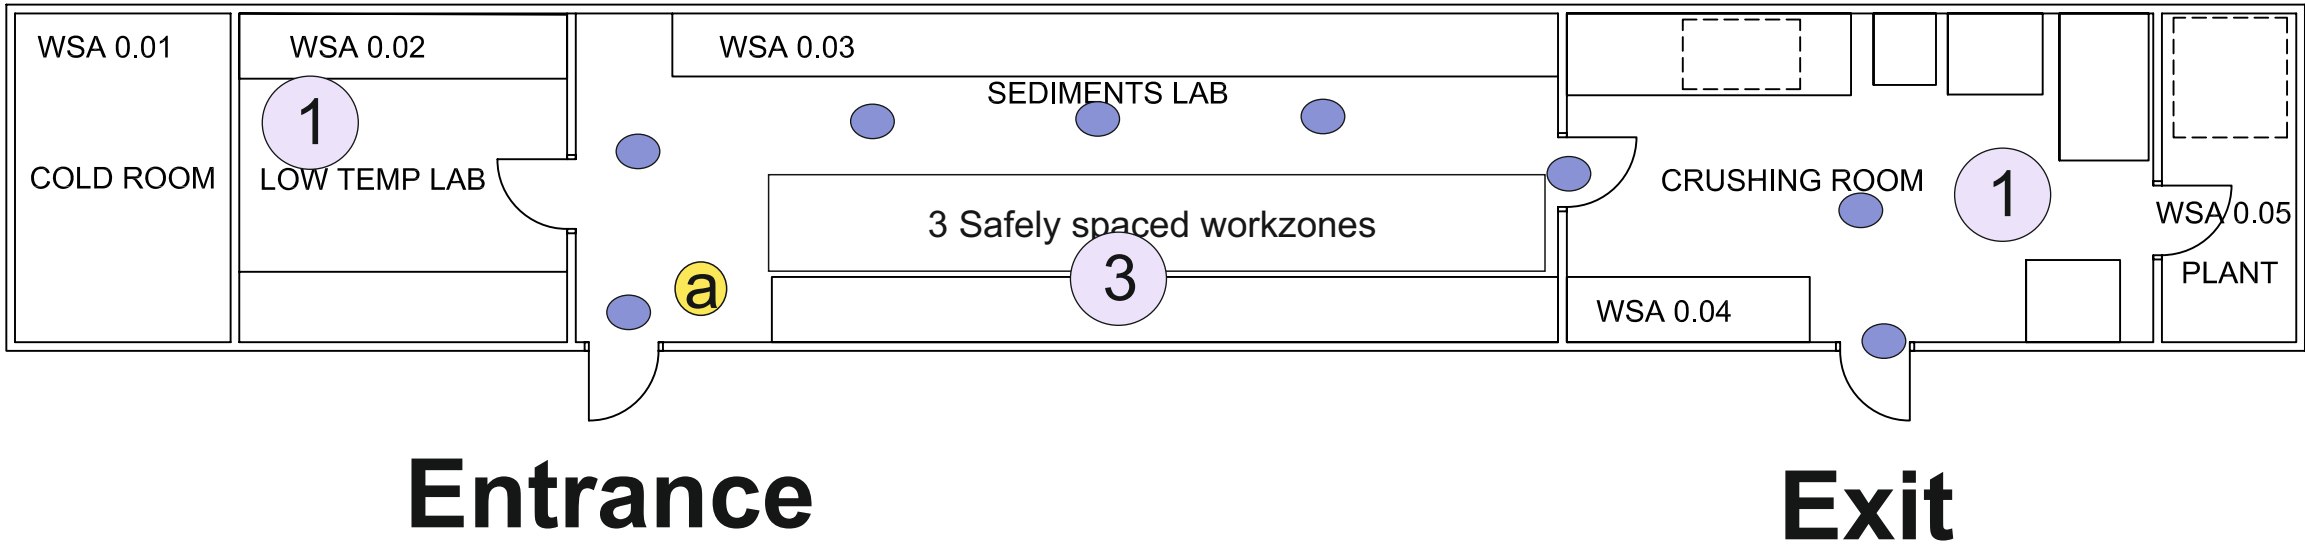 WSA 0.01
COLD ROOM
WSA 0.02
1
LOW TEMP LAB
WSA 0.03
SEDIMENTS LAB
3 Safely spaced workzones
3
a
CRUSHING ROOM
1
WSA 0.04
WSA 0.05
PLANT
Entrance
Exit